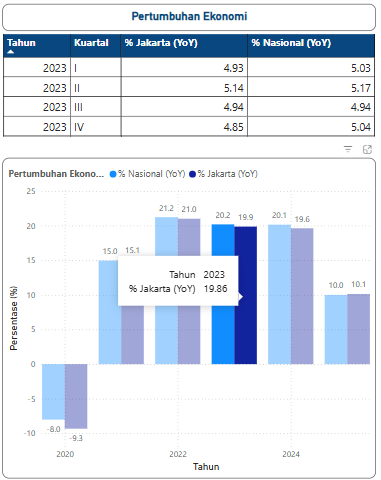 Pertumbuhan Ekonomi
Tahun Kuartal % Jakarta (YoY) % Nasional (YoY)
2023 I 4.93 5.03
2023 II 5.14 5.17
2023 III 4.94 4.94
2023 IV 4.85 5.04
Pertumbuhan Ekono... % Nasional (YoY) % Jakarta (YoY)
25
20
15
10
5
0
-5
-10
Persentase (%)
-8.0
-9.3
15.0
15.1
21.2
21.0
20.2
19.9
20.1
19.6
10.0
10.1
Tahun 2023
% Jakarta (YoY) 19.86
2020
2022
2024
Tahun